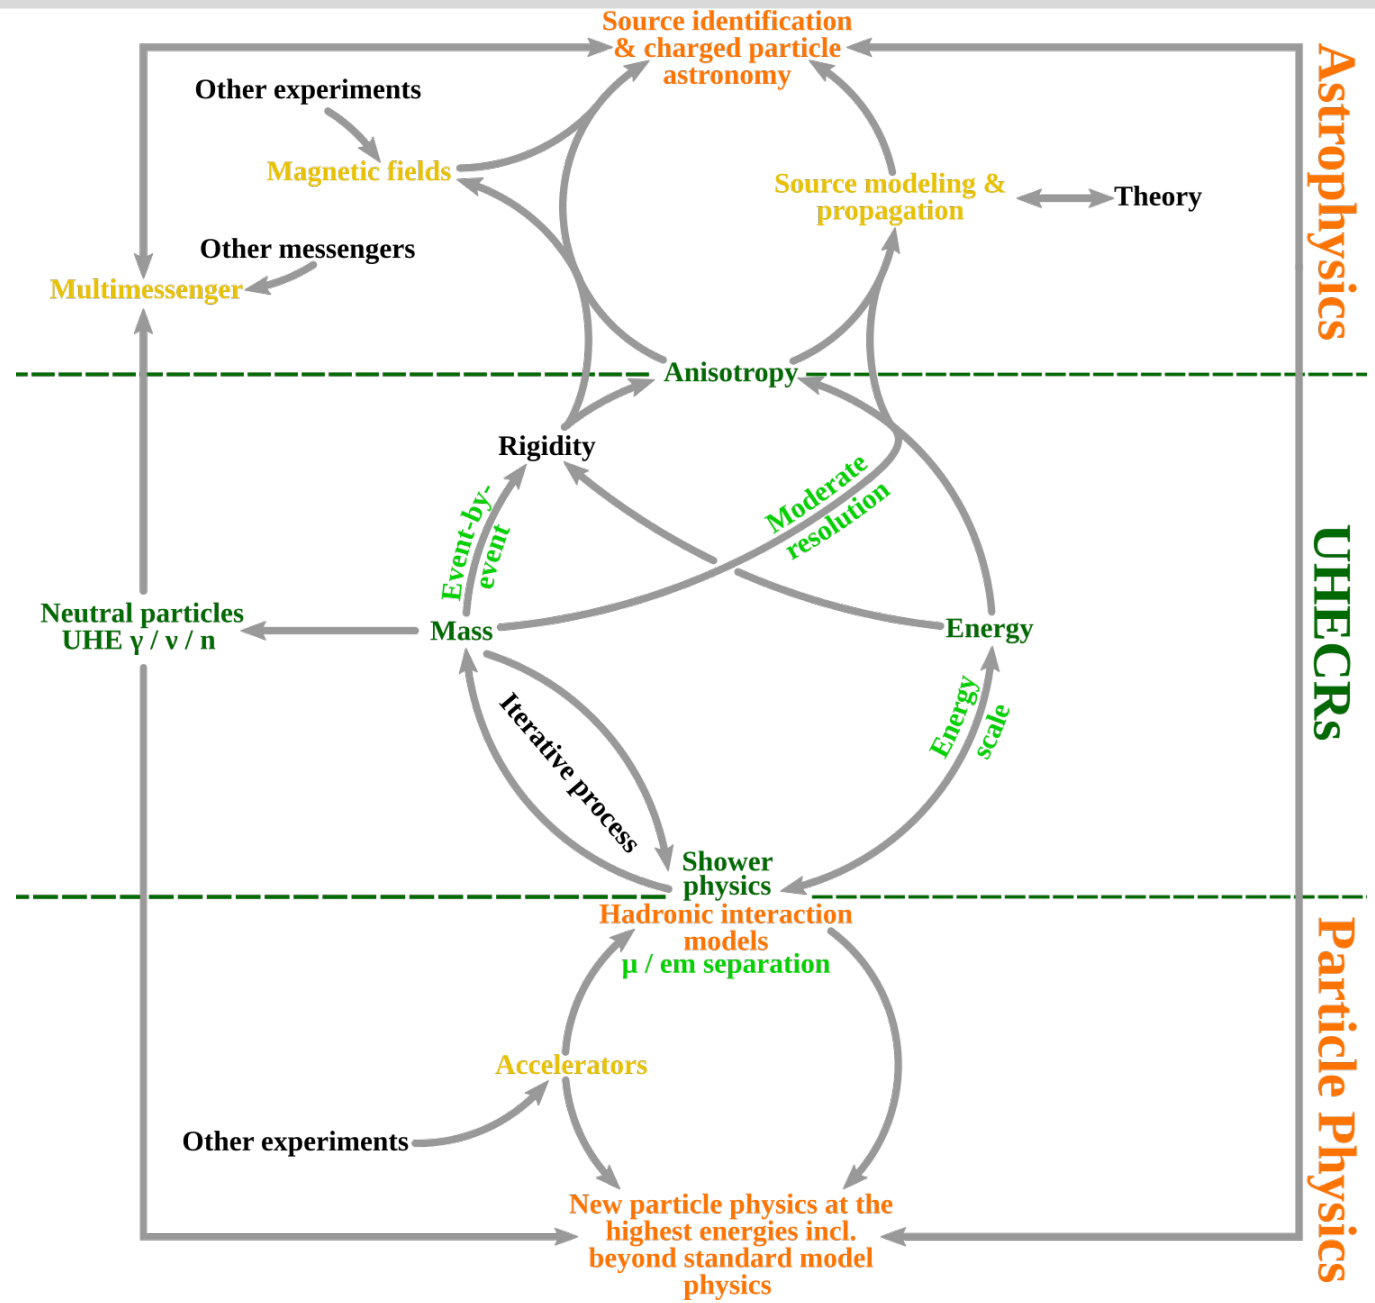 Source identification
& charged particle
astronomy
Astrophysics
Other experiments
Magnetic fields
Source modeling &
propagation
Theory
Other messengers
Multimessenger
Anisotropy
Rigidity
Event-by-
event
Moderate
resolution
UHECRs
Neutral particles
UHE γ / ν / n
Mass
Energy
Iterative process
Energy
scale
Shower
physics
Hadronic interaction
models
μ / em separation
Particle Physics
Accelerators
Other experiments
New particle physics at the
highest energies incl.
beyond standard model
physics